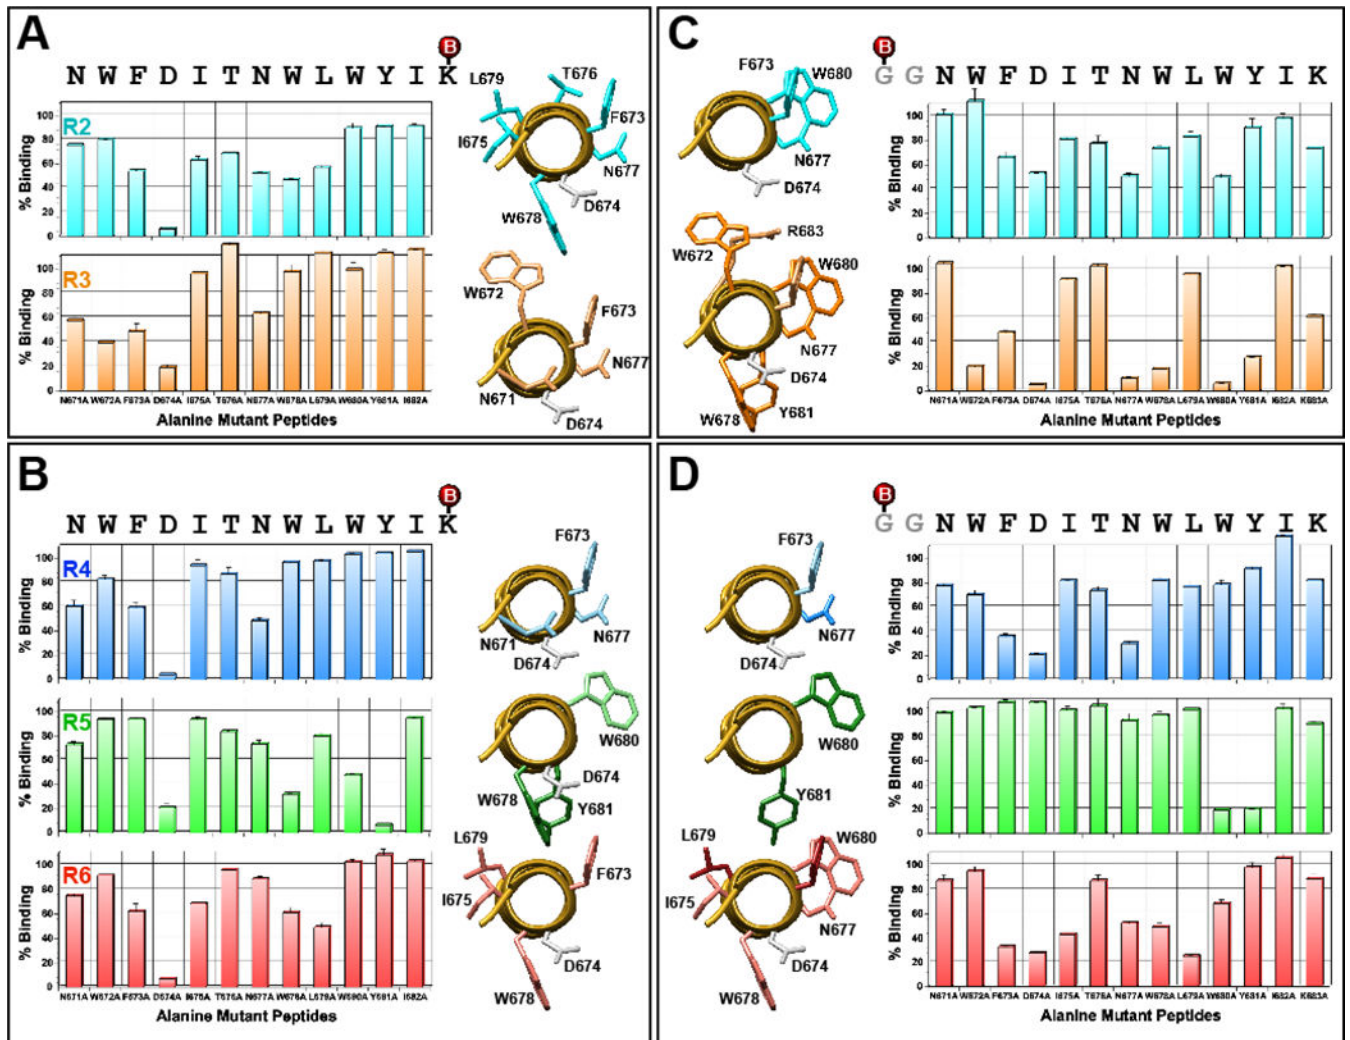 A
B
N W F D I T N W L W Y I K
R2
% Binding
100
80
60
40
20
0
R3
% Binding
100
80
60
40
20
0
N671A W672A F673A D674A I675A T676A N677A W678A L679A W680A Y681A I682A
Alanine Mutant Peptides
L679
T676
F673
I675
N677
D674
W678
W672
F673
N677
N671
D674
C
B
G G N W F D I T N W L W Y I K
F673
W680
N677
D674
R683
W672
W680
N677
D674
Y681
W678
% Binding
100
80
60
40
20
0
% Binding
100
80
60
40
20
0
N671A W672A F673A D674A I675A T676A N677A W678A L679A W680A Y681A I682A K683A
Alanine Mutant Peptides
B
B
N W F D I T N W L W Y I K
R4
% Binding
100
80
60
40
20
0
R5
% Binding
100
80
60
40
20
0
R6
% Binding
100
80
60
40
20
0
N671A W672A F673A D674A I675A T676A N677A W678A L679A W680A Y681A I682A
Alanine Mutant Peptides
F673
N677
N671
D674
W680
D674
W678
Y681
L679
F673
I675
D674
W678
D
B
G G N W F D I T N W L W Y I K
F673
N677
D674
W680
Y681
L679
W680
I675
N677
D674
W678
% Binding
100
80
60
40
20
0
% Binding
100
80
60
40
20
0
% Binding
100
80
60
40
20
0
N671A W672A F673A D674A I675A T676A N677A W678A L679A W680A Y681A I682A K683A
Alanine Mutant Peptides